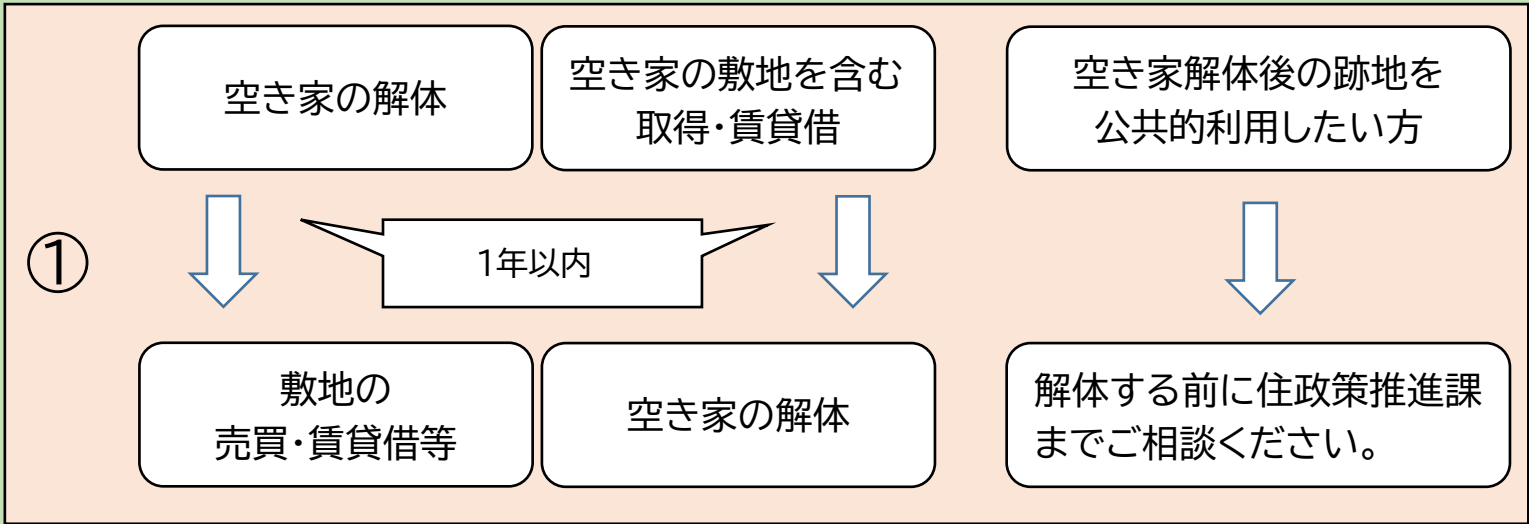 ①
空き家の解体
空き家の敷地を含む
取得・賃貸借
空き家解体後の跡地を
公共的利用したい方
1年以内
敷地の
売買・賃貸借等
空き家の解体
解体する前に住政策推進課
までご相談ください。